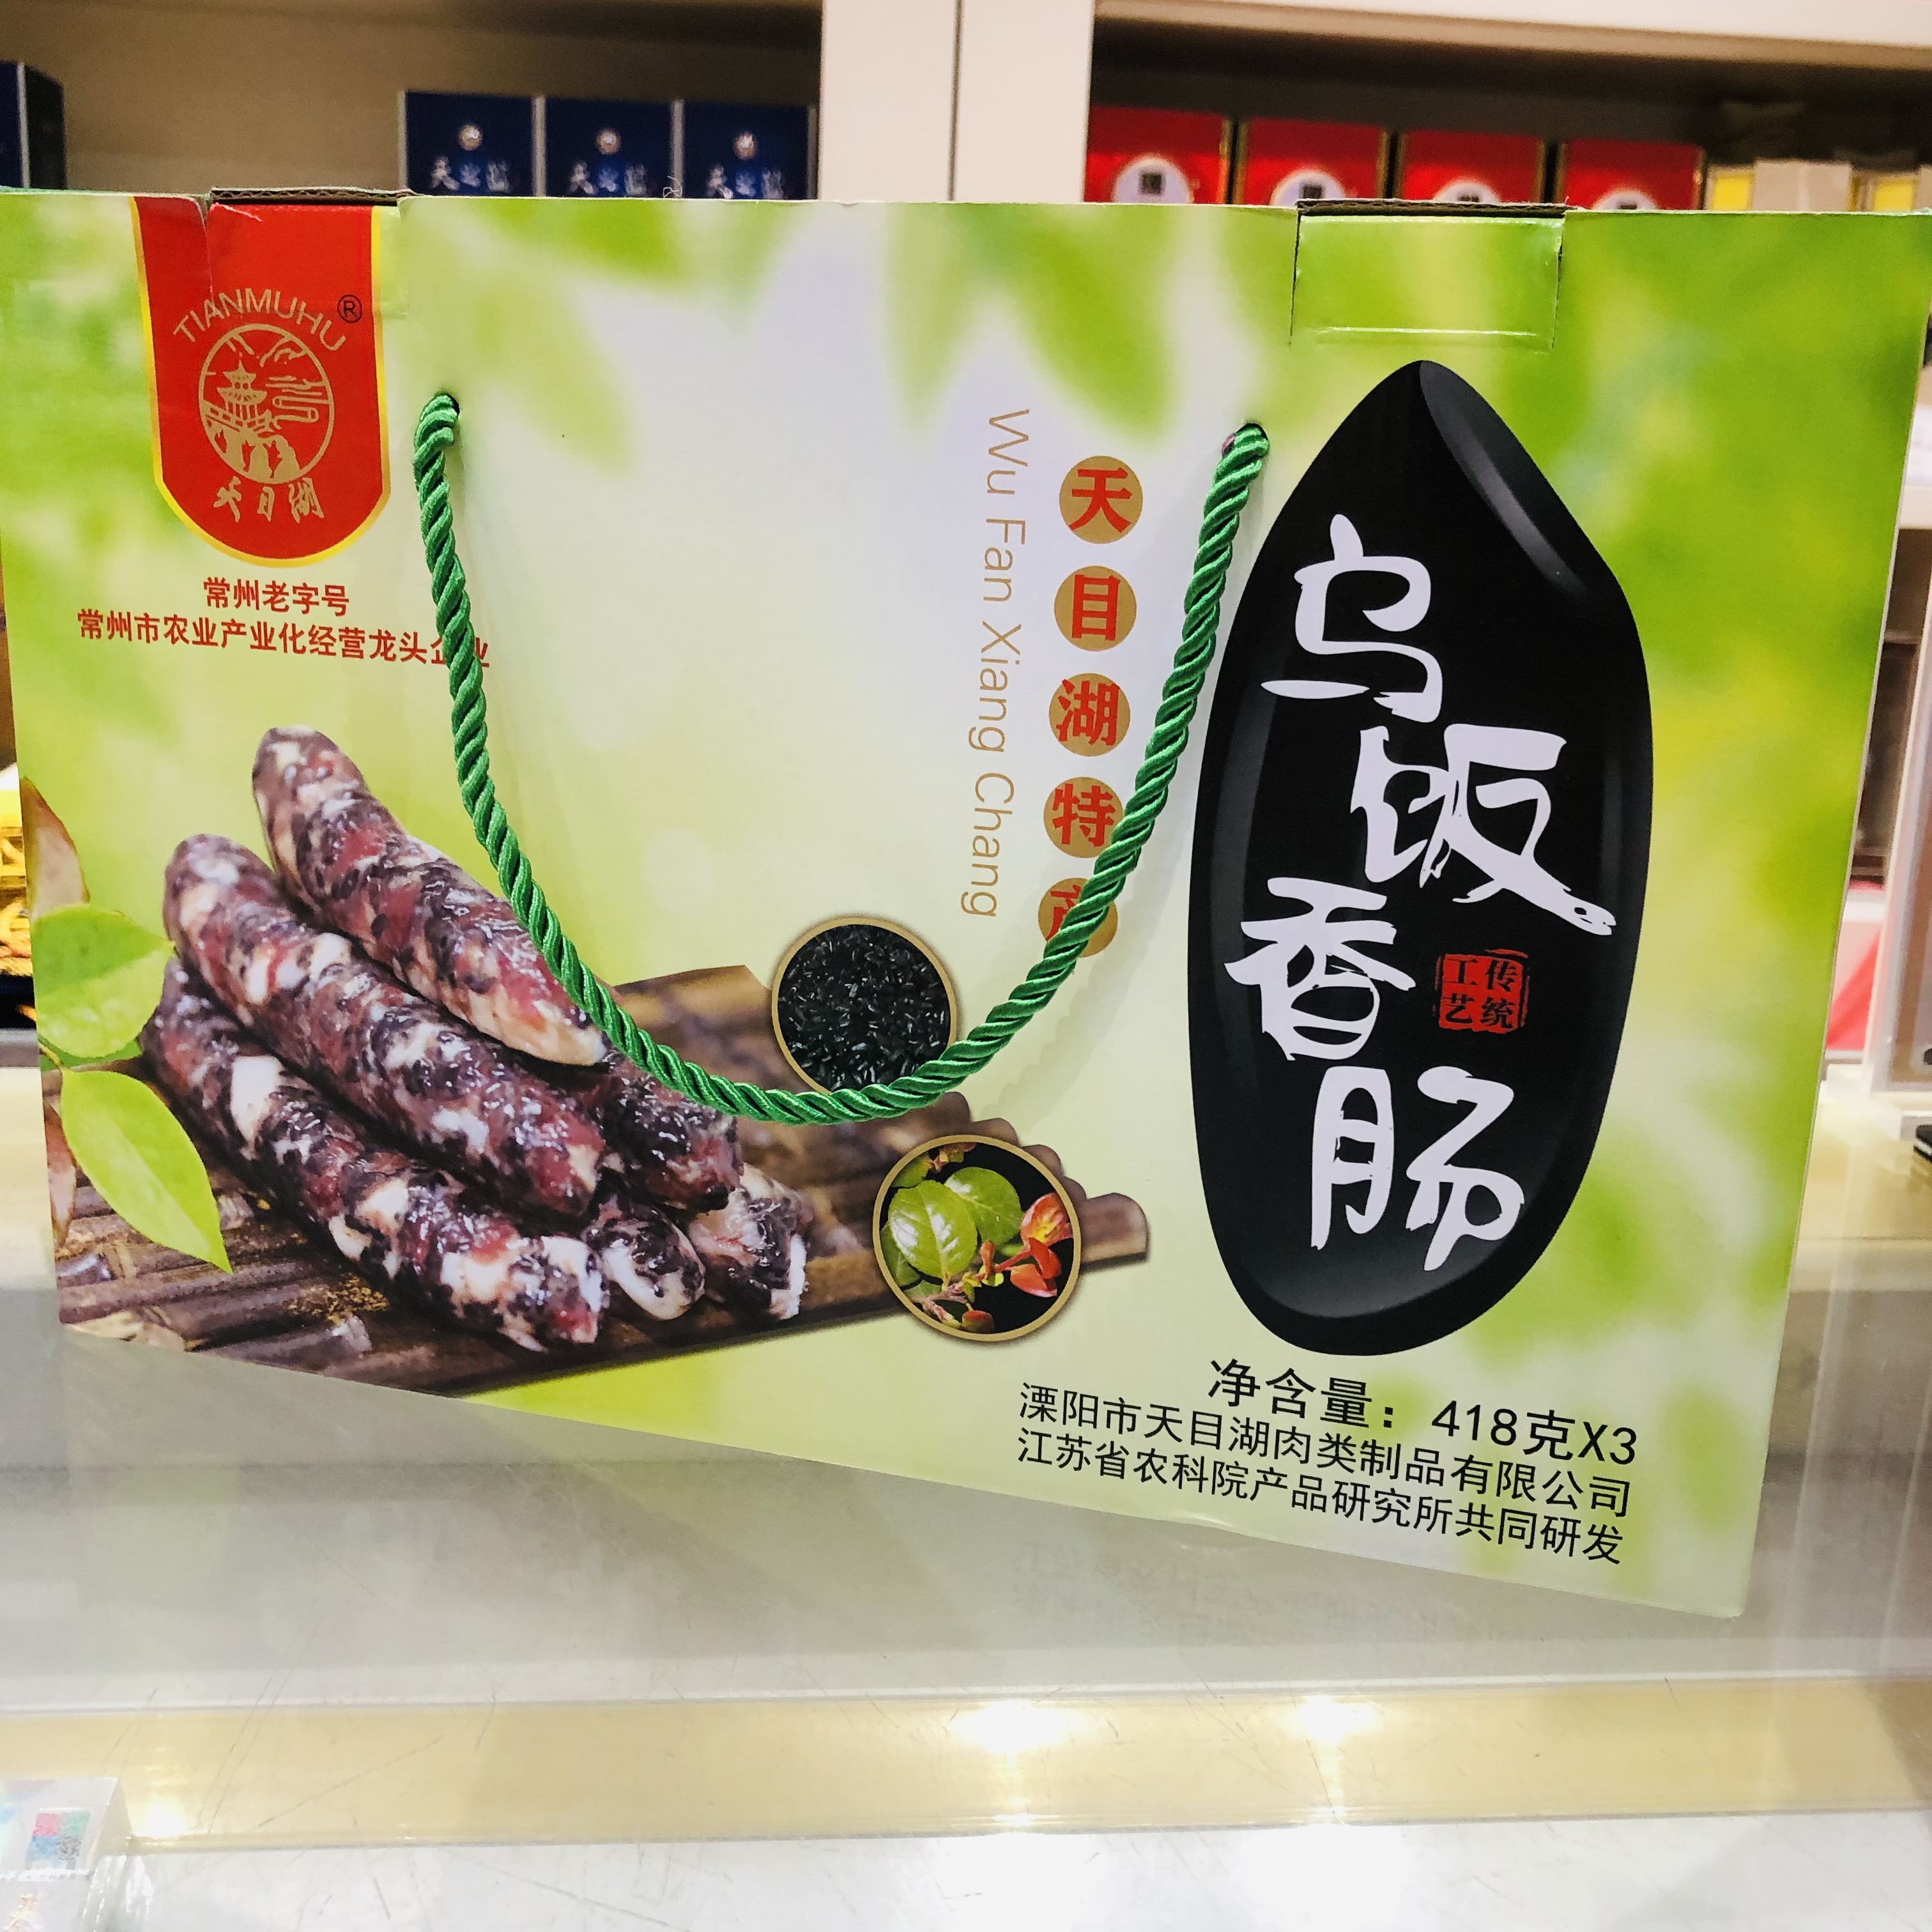 TIANMUHU®
天目湖
常州老字号
常州市农业产业化经营龙头企业
Wu Fan Xiang Chang
天目湖特产
乌饭香肠
传统
工艺
净含量：418克X3
溧阳市天目湖肉类制品有限公司
江苏省农科院产品研究所共同研发